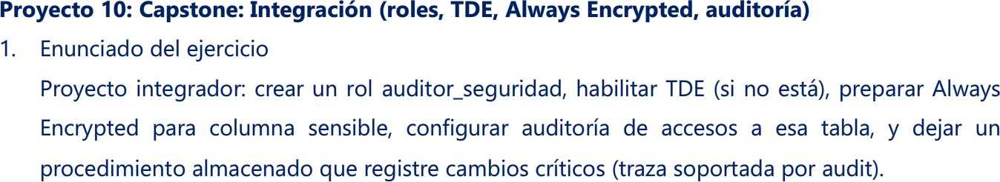 Proyecto 10: Capstone: Integración (roles, TDE, Always Encrypted, auditoría)
1. Enunciado del ejercicio
Proyecto integrador: crear un rol auditor_seguridad, habilitar TDE (si no está), preparar Always
Encrypted para columna sensible, configurar auditoría de accesos a esa tabla, y dejar un
procedimiento almacenado que registre cambios críticos (traza soportada por audit).